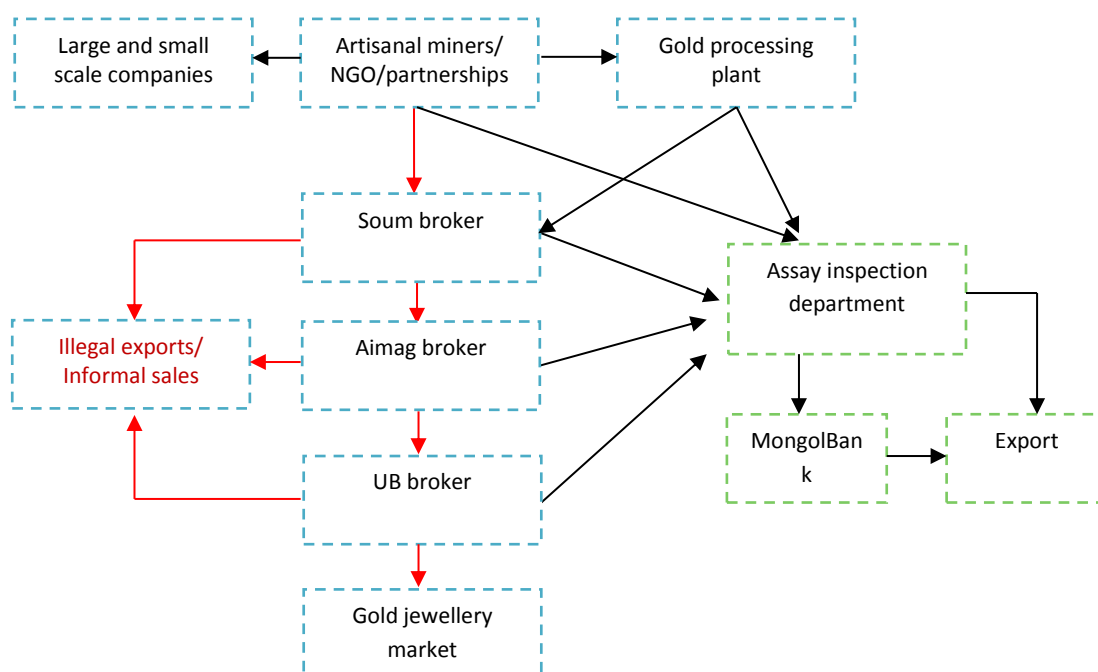 Large and small
scale companies
Artisanal miners/
NGO/partnerships
Gold processing
plant
Soum broker
Assay inspection
department
Illegal exports/
Informal sales
Aimag broker
MongolBan
k
Export
UB broker
Gold jewellery
market